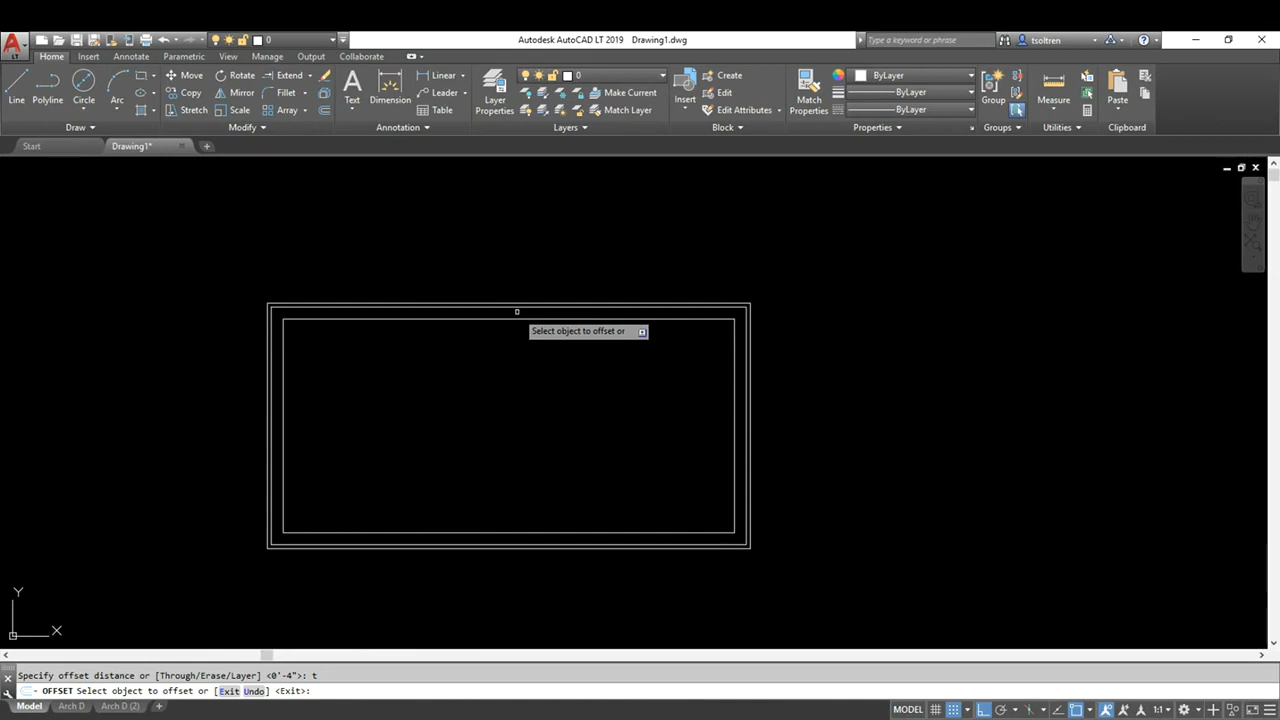 A
LT
0
Autodesk AutoCAD LT 2019 Drawing1.dwg
Type a keyword or phrase
tsoltren
Home Insert Annotate Parametric View Manage Output Collaborate
Line
Polyline
Circle
Arc
Move Rotate Extend
Copy Mirror Fillet
Stretch Scale Array
Text
Dimension
Linear
Leader
Table
Layer
Properties
0
Make Current
Match Layer
Insert
Create
Edit
Edit Attributes
Match
Properties
ByLayer
ByLayer
ByLayer
Group
Measure
Paste
Draw Modify Annotation Layers Block Properties Groups Utilities Clipboard
Start Drawing1*
Select object to offset or
Y
X
Specify offset distance or [Through/Erase/Layer] <0'-4">: t
OFFSET Select object to offset or [Exit Undo] <Exit>:
Model Arch D Arch D (2)
MODEL 1:1